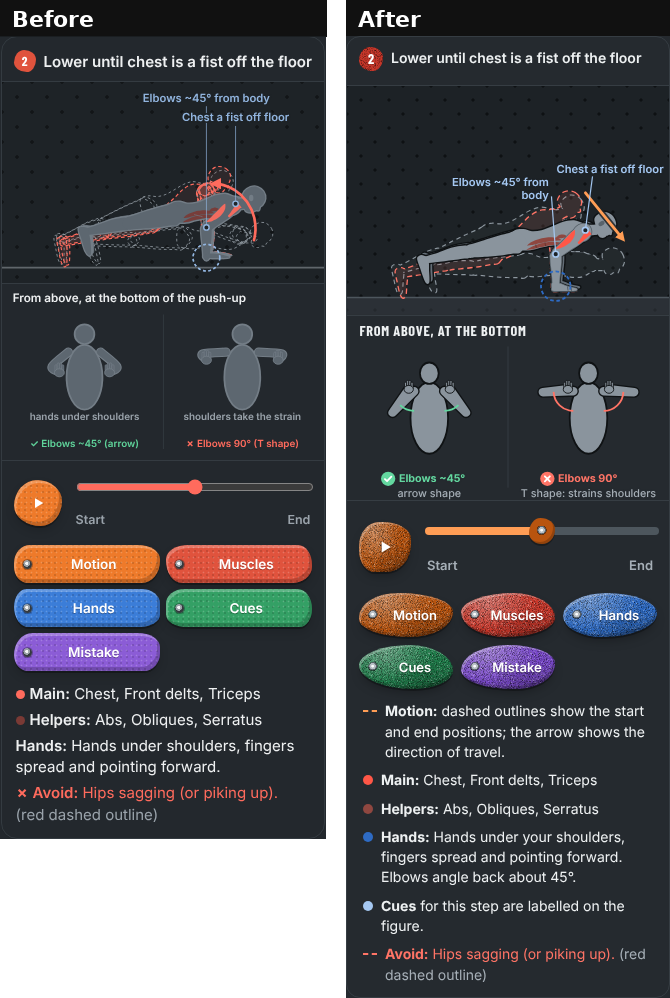 Before
2 Lower until chest is a fist off the floor
Elbows ~45° from body
Chest a fist off floor
From above, at the bottom of the push-up
hands under shoulders
shoulders take the strain
✓ Elbows ~45° (arrow)
× Elbows 90° (T shape)
Start
End
Motion
Muscles
Hands
Cues
Mistake
Main: Chest, Front delts, Triceps
Helpers: Abs, Obliques, Serratus
Hands: Hands under shoulders, fingers
spread and pointing forward.
× Avoid: Hips sagging (or piking up).
(red dashed outline)
After
2 Lower until chest is a fist off the floor
Chest a fist off floor
Elbows ~45° from
body
FROM ABOVE, AT THE BOTTOM
Elbows ~45°
arrow shape
Elbows 90°
T shape: strains shoulders
Start
End
Motion
Muscles
Hands
Cues
Mistake
Motion: dashed outlines show the start
and end positions; the arrow shows the
direction of travel.
Main: Chest, Front delts, Triceps
Helpers: Abs, Obliques, Serratus
Hands: Hands under your shoulders,
fingers spread and pointing forward.
Elbows angle back about 45°.
Cues for this step are labelled on the
figure.
Avoid: Hips sagging (or piking up). (red
dashed outline)